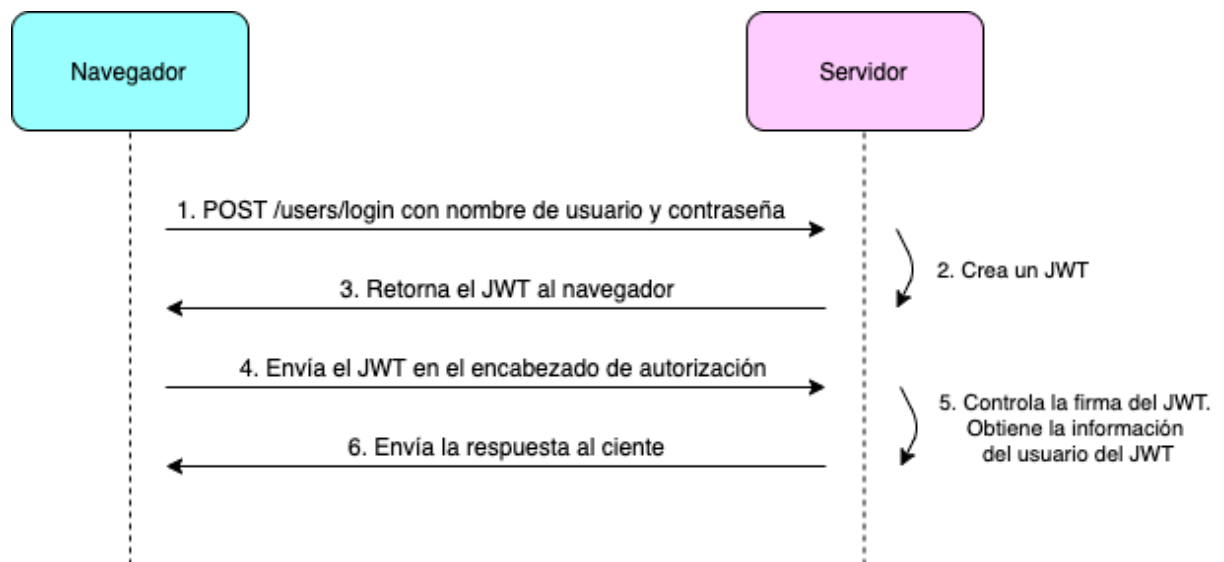 Navegador
Servidor
1. POST /users/login con nombre de usuario y contraseña
2. Crea un JWT
3. Retorna el JWT al navegador
4. Envía el JWT en el encabezado de autorización
5. Controla la firma del JWT.
Obtiene la información
del usuario del JWT
6. Envía la respuesta al ciente